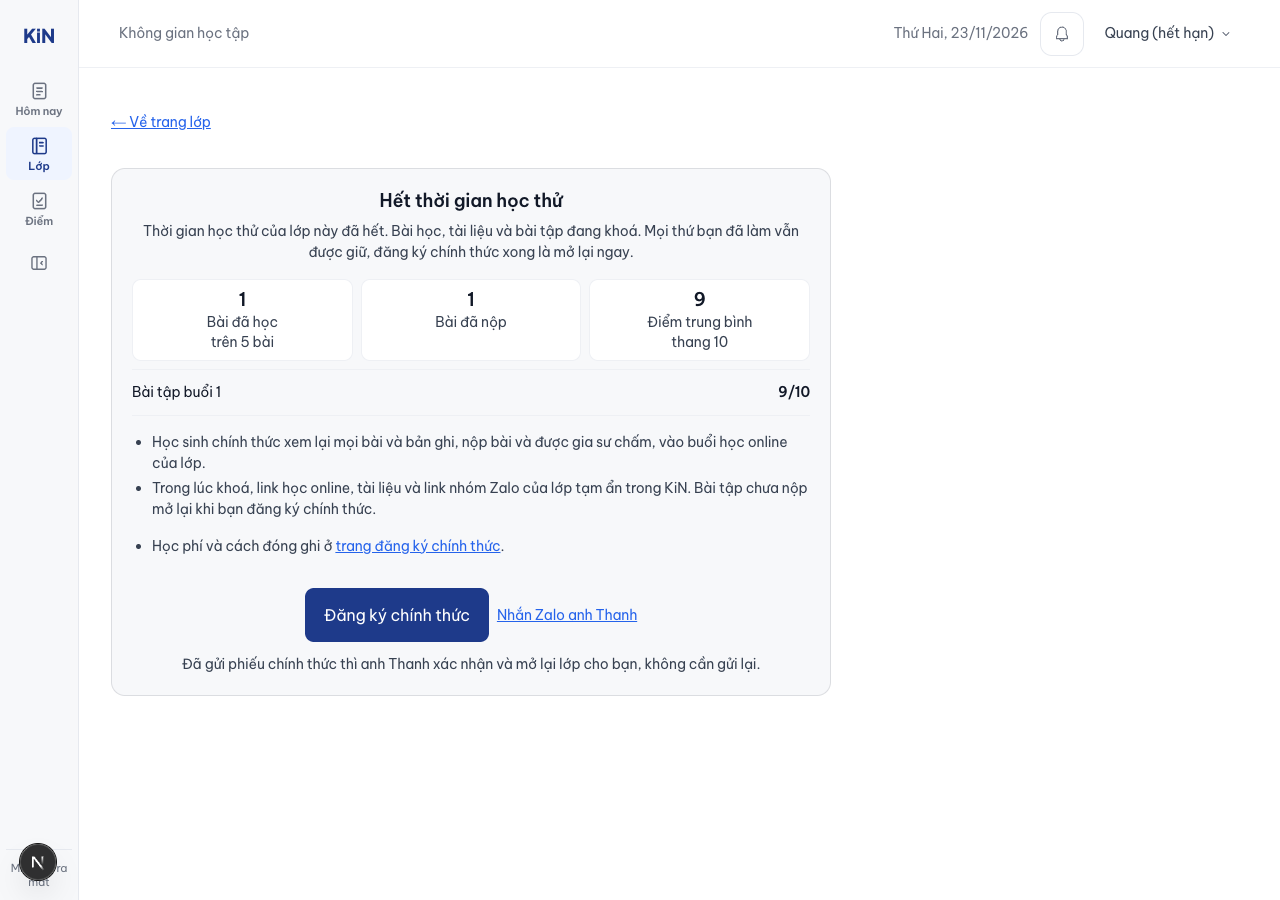 KiN
Không gian học tập
Thứ Hai, 23/11/2026
Quang (hết hạn)
Hôm nay
Lớp
Điểm
← Về trang lớp
Hết thời gian học thử
Thời gian học thử của lớp này đã hết. Bài học, tài liệu và bài tập đang khoá. Mọi thứ bạn đã làm vẫn
được giữ, đăng ký chính thức xong là mở lại ngay.
1
Bài đã học
trên 5 bài
1
Bài đã nộp
9
Điểm trung bình
thang 10
Bài tập buổi 1
9/10
• Học sinh chính thức xem lại mọi bài và bản ghi, nộp bài và được gia sư chấm, vào buổi học online
của lớp.
• Trong lúc khoá, link học online, tài liệu và link nhóm Zalo của lớp tạm ẩn trong KiN. Bài tập chưa nộp
mở lại khi bạn đăng ký chính thức.
• Học phí và cách đóng ghi ở trang đăng ký chính thức.
Đăng ký chính thức
Nhắn Zalo anh Thanh
Đã gửi phiếu chính thức thì anh Thanh xác nhận và mở lại lớp cho bạn, không cần gửi lại.
N
ra
mắt